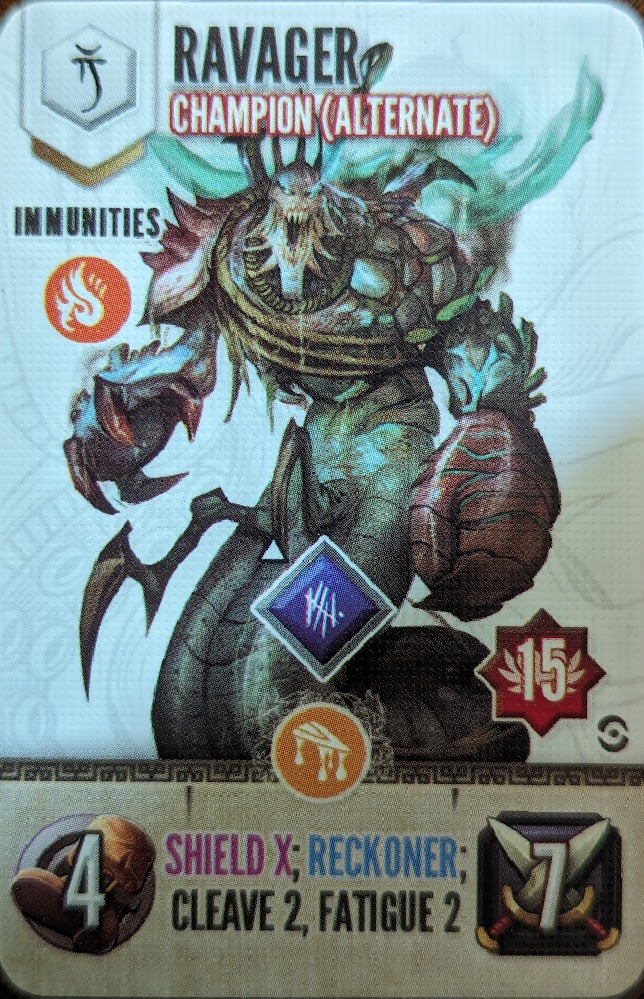 RAVAGER
CHAMPION (ALTERNATE)
IMMUNITIES
15
4
SHIELD X; RECKONER;
CLEAVE 2, FATIGUE 2
7